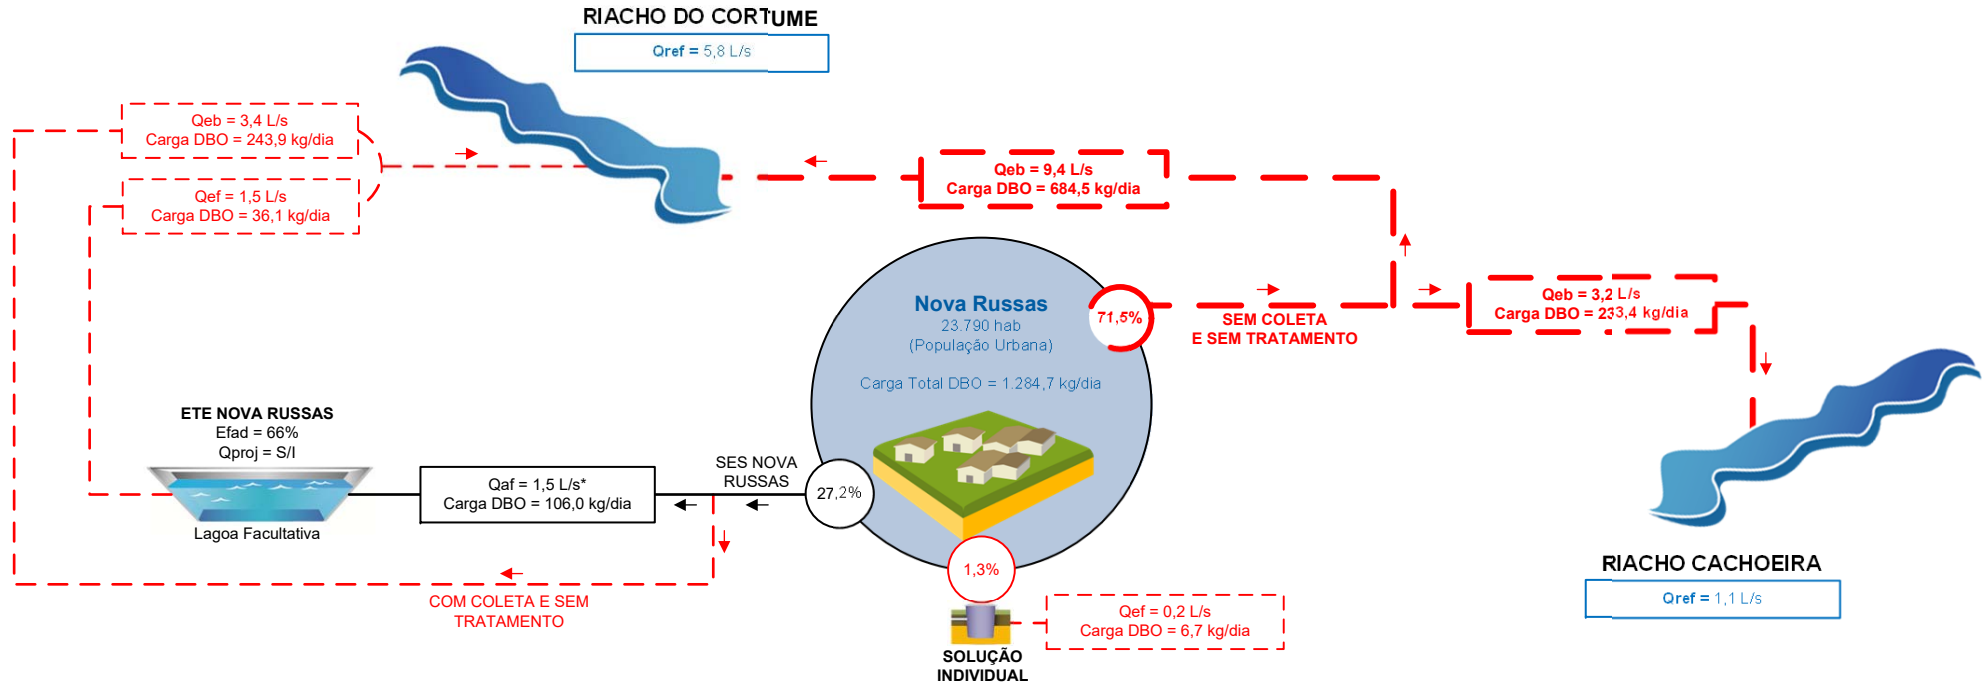 RIACHO DO CORTUME
Qref = 5,8 L/s
Qeb = 3,4 L/s
Carga DBO = 243,9 kg/dia
Qef = 1,5 L/s
Carga DBO = 36,1 kg/dia
Qeb = 9,4 L/s
Carga DBO = 684,5 kg/dia
Nova Russas
23.790 hab
(População Urbana)
Carga Total DBO = 1.284,7 kg/dia
71,5%
SEM COLETA
E SEM TRATAMENTO
Qeb = 3,2 L/s
Carga DBO = 233,4 kg/dia
ETE NOVA RUSSAS
Efad = 66%
Qproj = S/I
Lagoa Facultativa
Qaf = 1,5 L/s*
Carga DBO = 106,0 kg/dia
SES NOVA
RUSSAS
27,2%
COM COLETA E SEM
TRATAMENTO
1,3%
SOLUÇÃO
INDIVIDUAL
Qef = 0,2 L/s
Carga DBO = 6,7 kg/dia
RIACHO CACHOEIRA
Qref = 1,1 L/s